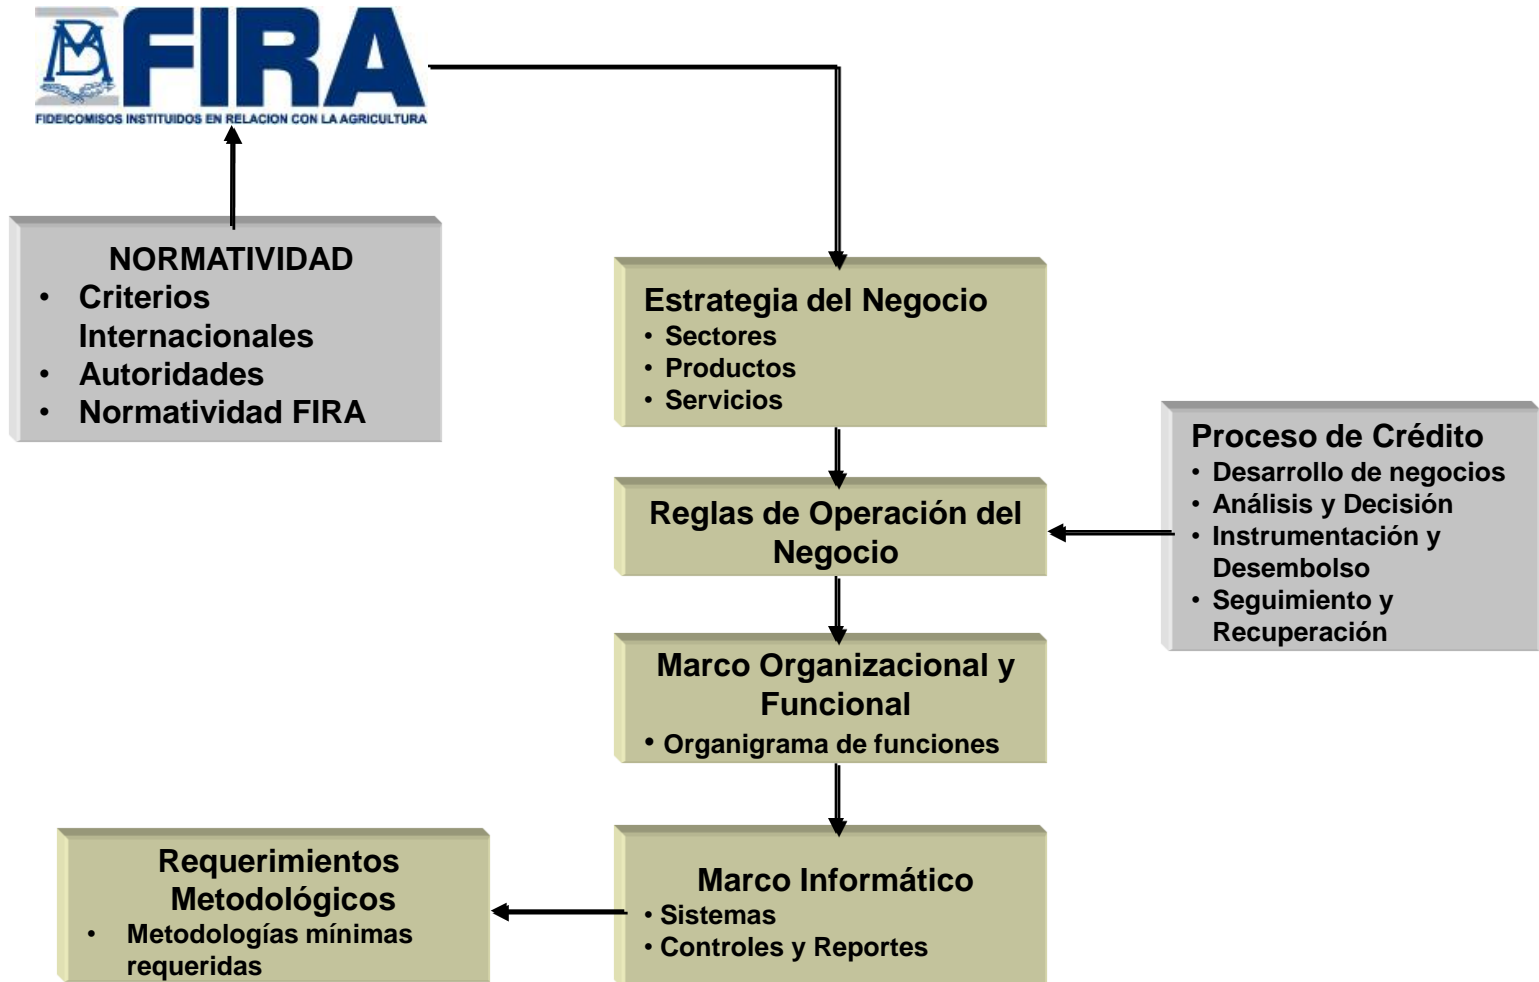 FIRA
FIDEICOMISOS INSTITUIDOS EN RELACION CON LA AGRICULTURA
NORMATIVIDAD
• Criterios
Internacionales
• Autoridades
• Normatividad FIRA
Estrategia del Negocio
• Sectores
• Productos
• Servicios
Proceso de Crédito
• Desarrollo de negocios
• Análisis y Decisión
• Instrumentación y
Desembolso
• Seguimiento y
Recuperación
Reglas de Operación del
Negocio
Marco Organizacional y
Funcional
• Organigrama de funciones
Marco Informático
• Sistemas
• Controles y Reportes
Requerimientos
Metodológicos
• Metodologías mínimas
requeridas